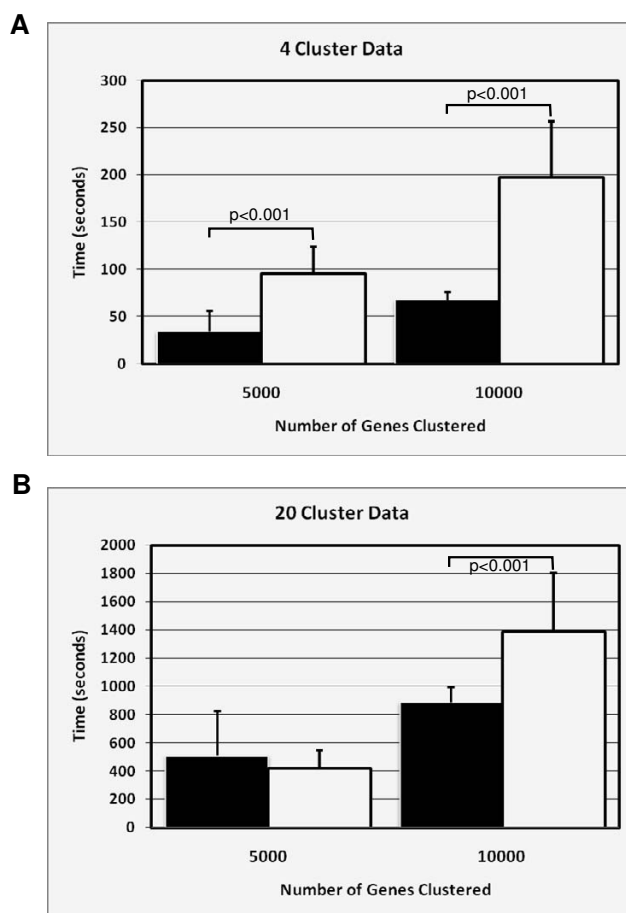 A
4 Cluster Data
300
250
200
150
100
50
0
Time (seconds)
p<0.001
p<0.001
5000
10000
Number of Genes Clustered
B
20 Cluster Data
2000
1800
1600
1400
1200
1000
800
600
400
200
0
Time (seconds)
p<0.001
5000
10000
Number of Genes Clustered